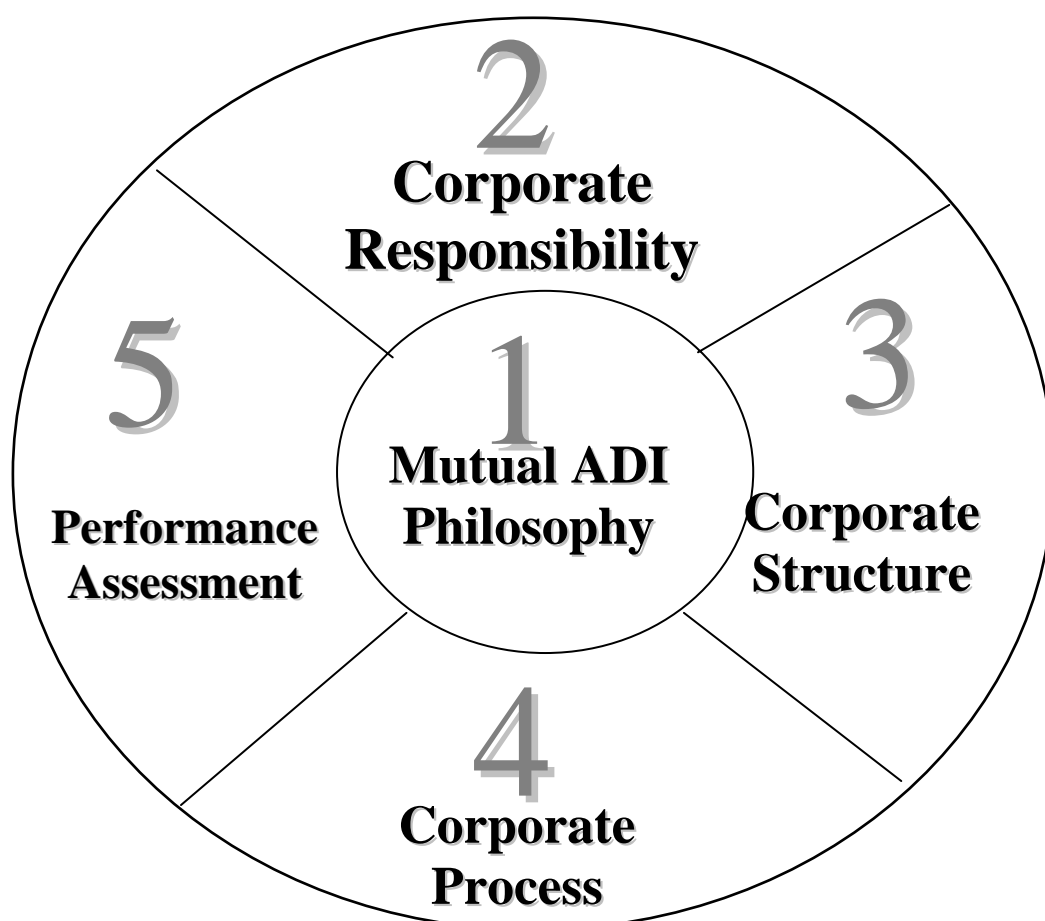 2
Corporate
Responsibility
1
Mutual ADI
Philosophy
3
Corporate
Structure
4
Corporate
Process
5
Performance
Assessment